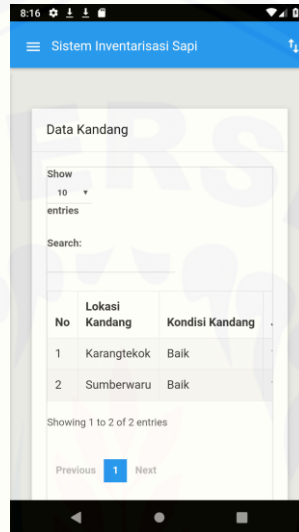 8:16
Sistem Inventarisasi Sapi
Data Kandang
Show
10
entries
Search:
No Lokasi Kandang Kondisi Kandang
1 Karangtekok Baik
2 Sumberwaru Baik
Showing 1 to 2 of 2 entries
Previous 1 Next